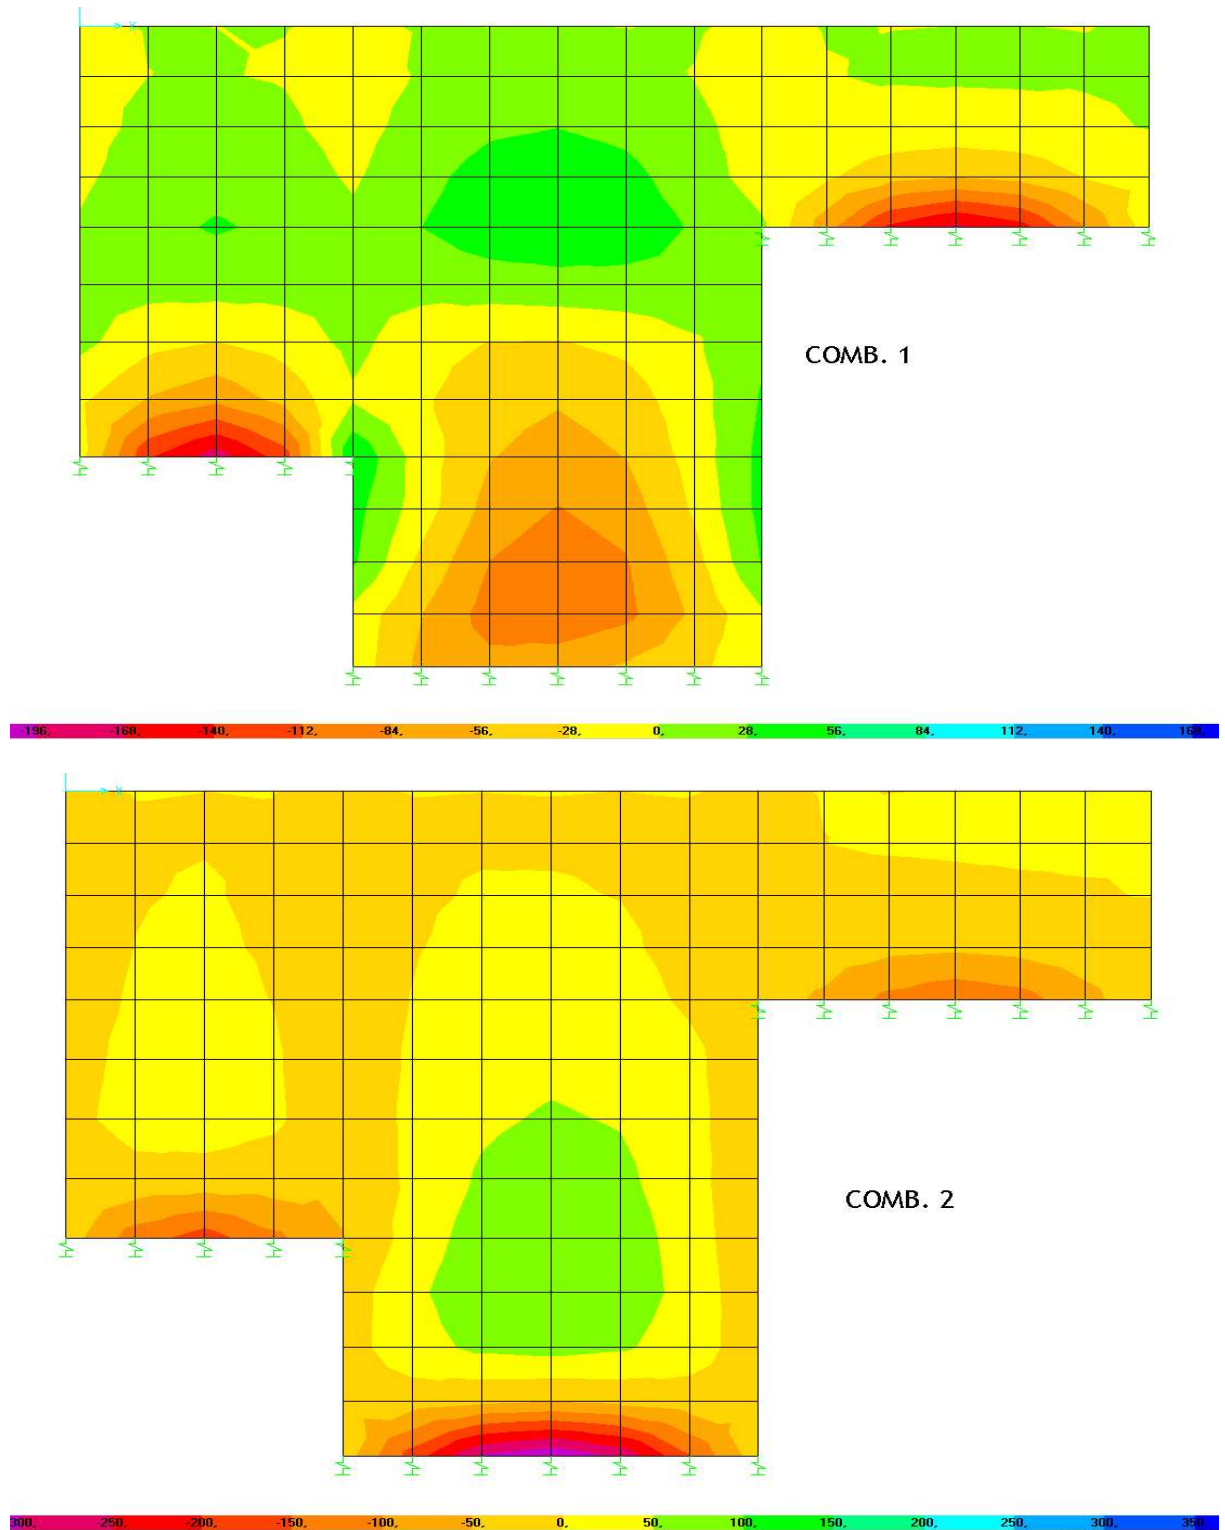 X
COMB. 1
-196, -168, -140, -112, -84, -56, -28, 0, 28, 56, 84, 112, 140, 168,
X
COMB. 2
300, -250, -200, -150, -100, -50, 0, 50, 100, 150, 200, 250, 300, 350